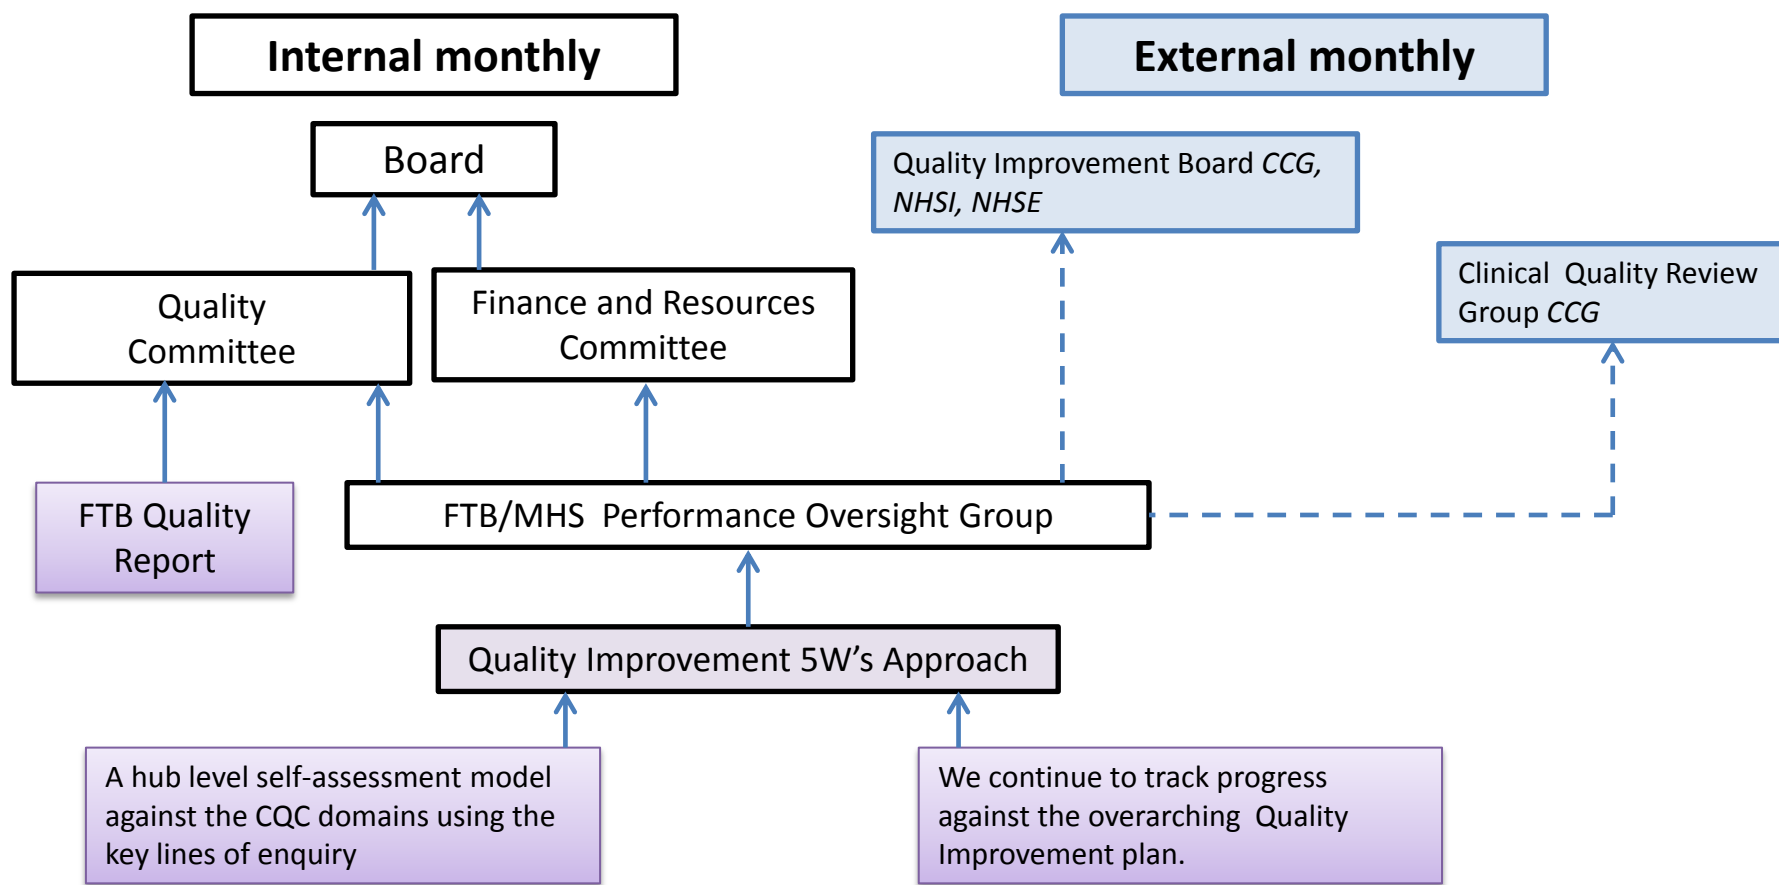 Internal monthly
External monthly
Board
Quality Improvement Board CCG,
NHSI, NHSE
Clinical Quality Review
Group CCG
Quality
Committee
Finance and Resources
Committee
FTB Quality
Report
FTB/MHS Performance Oversight Group
Quality Improvement 5W’s Approach
A hub level self-assessment model
against the CQC domains using the
key lines of enquiry
We continue to track progress
against the overarching Quality
Improvement plan.